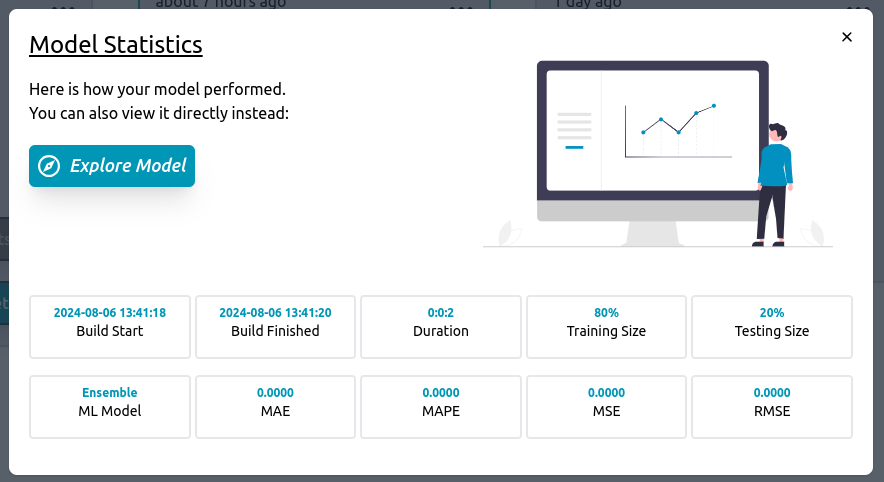 about 7 hours ago
1 day ago
Model Statistics
Here is how your model performed.
You can also view it directly instead:
Explore Model
2024-08-06 13:41:18
Build Start
2024-08-06 13:41:20
Build Finished
0:0:2
Duration
80%
Training Size
20%
Testing Size
Ensemble
ML Model
0.0000
MAE
0.0000
MAPE
0.0000
MSE
0.0000
RMSE